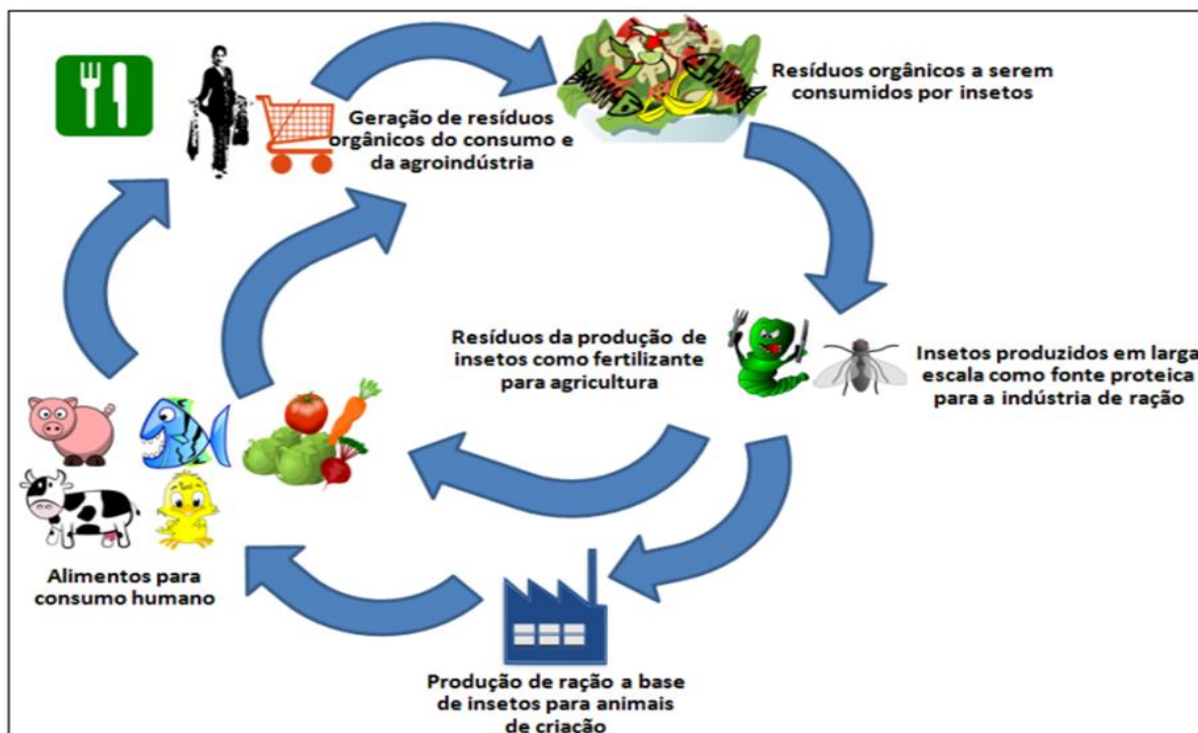 Geração de resíduos
orgânicos do consumo e
da agroindústria
Resíduos orgânicos a serem
consumidos por insetos
Resíduos da produção de
insetos como fertilizante
para agricultura
Insetos produzidos em larga
escala como fonte proteica
para a indústria de ração
Alimentos para
consumo humano
Produção de ração a base
de insetos para animais
de criação